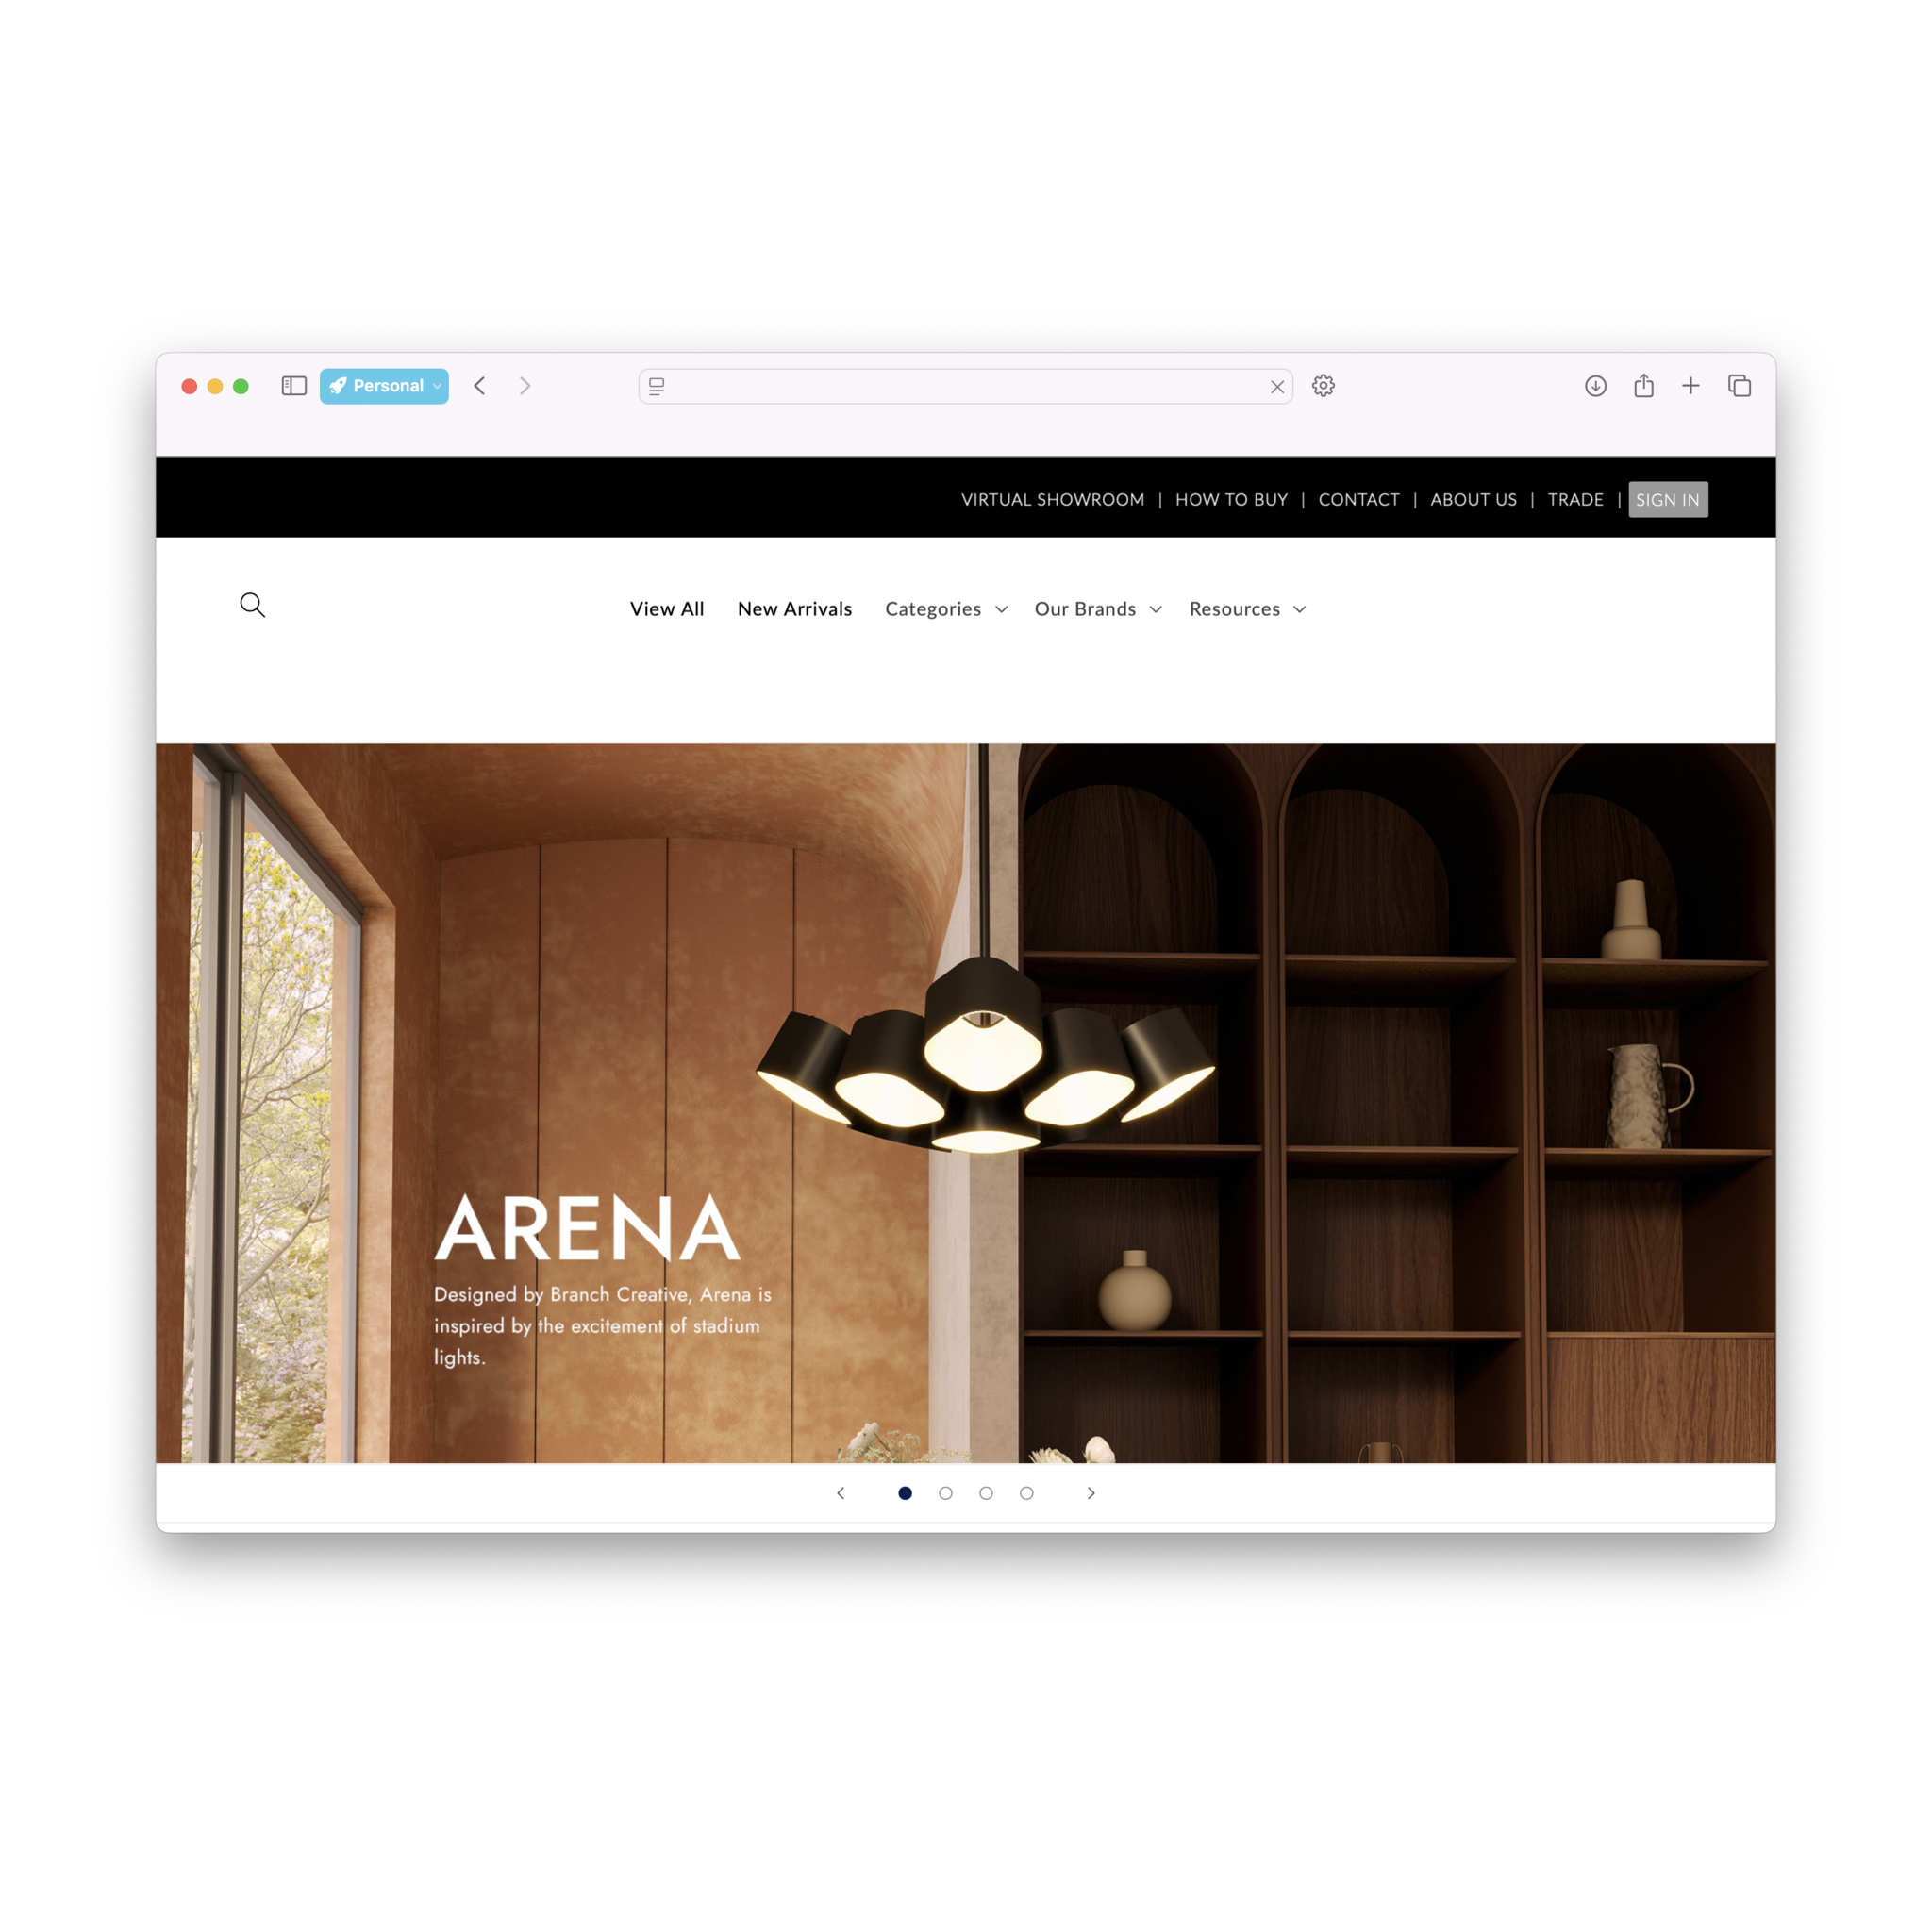 Personal
VIRTUAL SHOWROOM | HOW TO BUY | CONTACT | ABOUT US | TRADE | SIGN IN
View All New Arrivals Categories Our Brands Resources
ARENA
Designed by Branch Creative, Arena is
inspired by the excitement of stadium
lights.